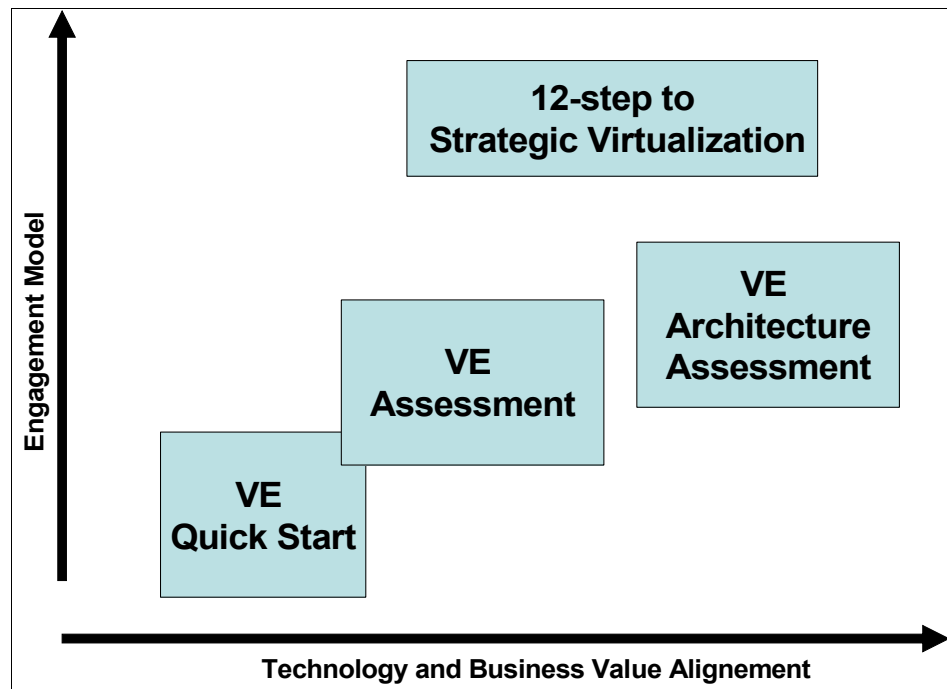 12-step to
Strategic Virtualization
VE
Architecture
Assessment
VE
Assessment
VE
Quick Start
Engagement Model
Technology and Business Value Alignement